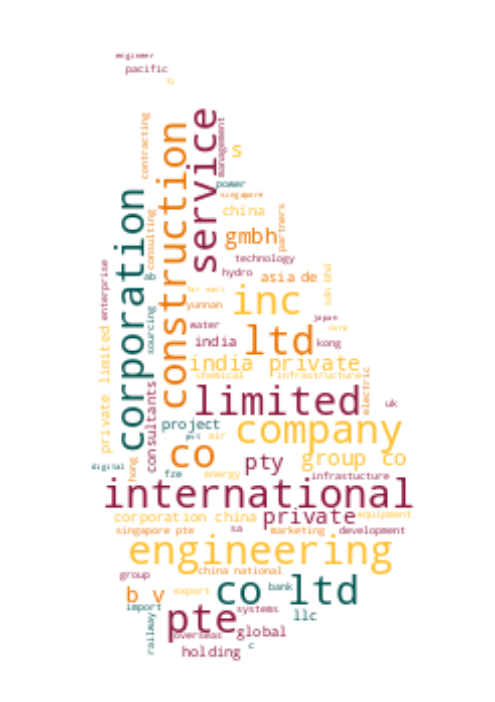 engineer
pacific
contracting
construction
service
management
s
power
singapore
corporation
consulting
china
partners
gmbh
technology
enterprise
ab
hydro
asia
de
sdn bhd
far east
yunnan
inc
sourcing
water
japan
corp
india
ltd
kong
private limited
india private
chemical
infrastructure
electric
consultants
limited
uk
project
company
air
co
pty
group co
digital
hong
fze
energy
infrastucture
international
corporation china
private
equipment
singapore pte
sa
marketing
development
engineering
group
china national
b v
export
co ltd
bank
import
pte
systems
llc
railway
overseas
global
c
holding